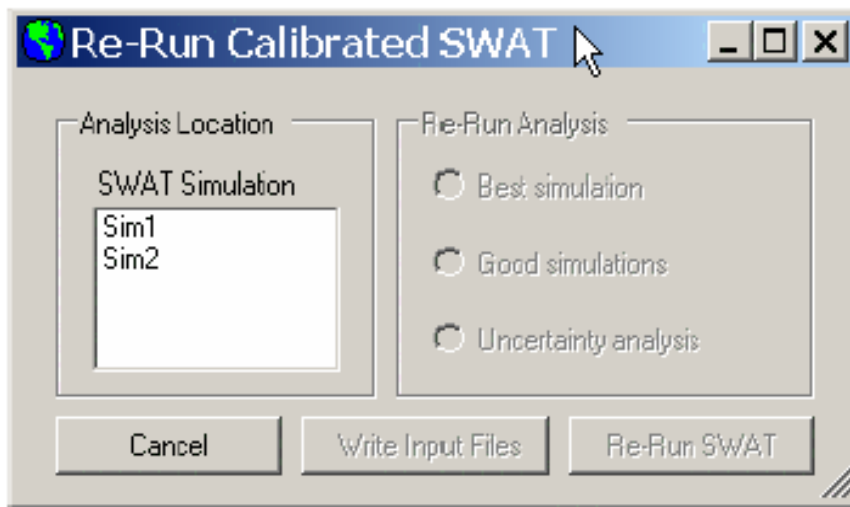 Re-Run Calibrated SWAT
Analysis Location
SWAT Simulation
Sim1
Sim2
Re-Run Analysis
Best simulation
Good simulations
Uncertainty analysis
Cancel
Write Input Files
Re-Run SWAT